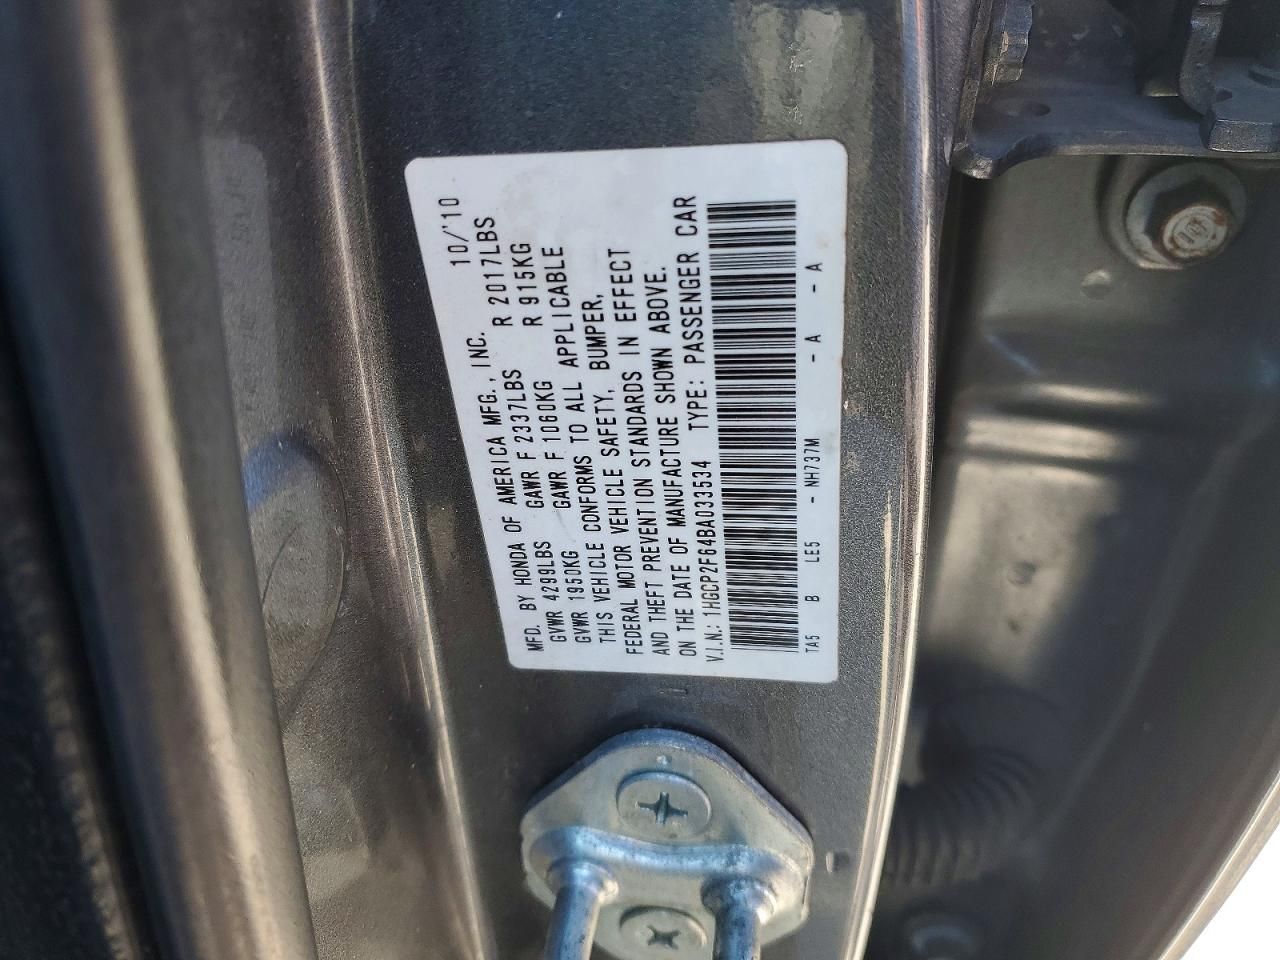 MFD. BY HONDA OF AMERICA MFG., INC. 10/'10
GVWR 4299LBS GAWR F 2337LBS R 2017LBS
GVWR 1950KG GAWR F 1060KG R 915KG
THIS VEHICLE CONFORMS TO ALL APPLICABLE
FEDERAL MOTOR VEHICLE SAFETY, BUMPER,
AND THEFT PREVENTION STANDARDS IN EFFECT
ON THE DATE OF MANUFACTURE SHOWN ABOVE.
V.I.N.: 1HGCP2F64BA033534 TYPE: PASSENGER CAR
TA5 B LE5 - NH737M - A - A